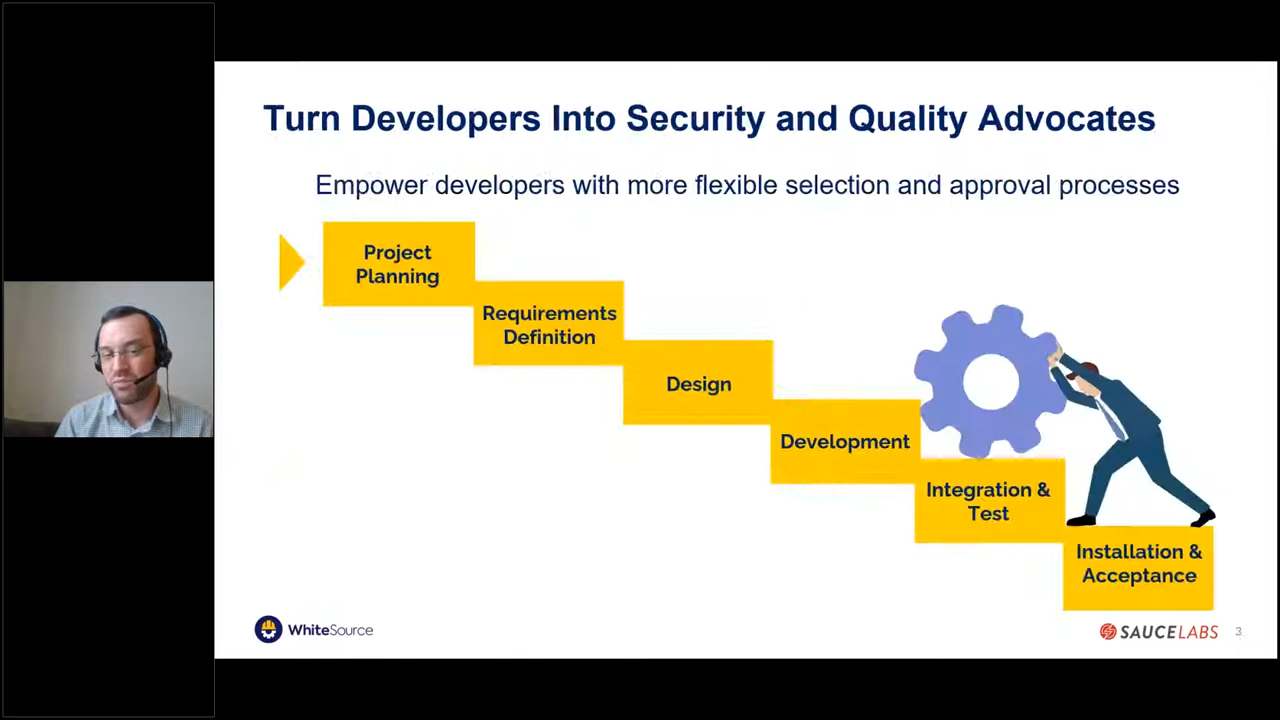 Turn Developers Into Security and Quality Advocates
Empower developers with more flexible selection and approval processes
Project
Planning
Requirements
Definition
Design
Development
Integration &
Test
Installation &
Acceptance
WhiteSource
SAUCELABS
3